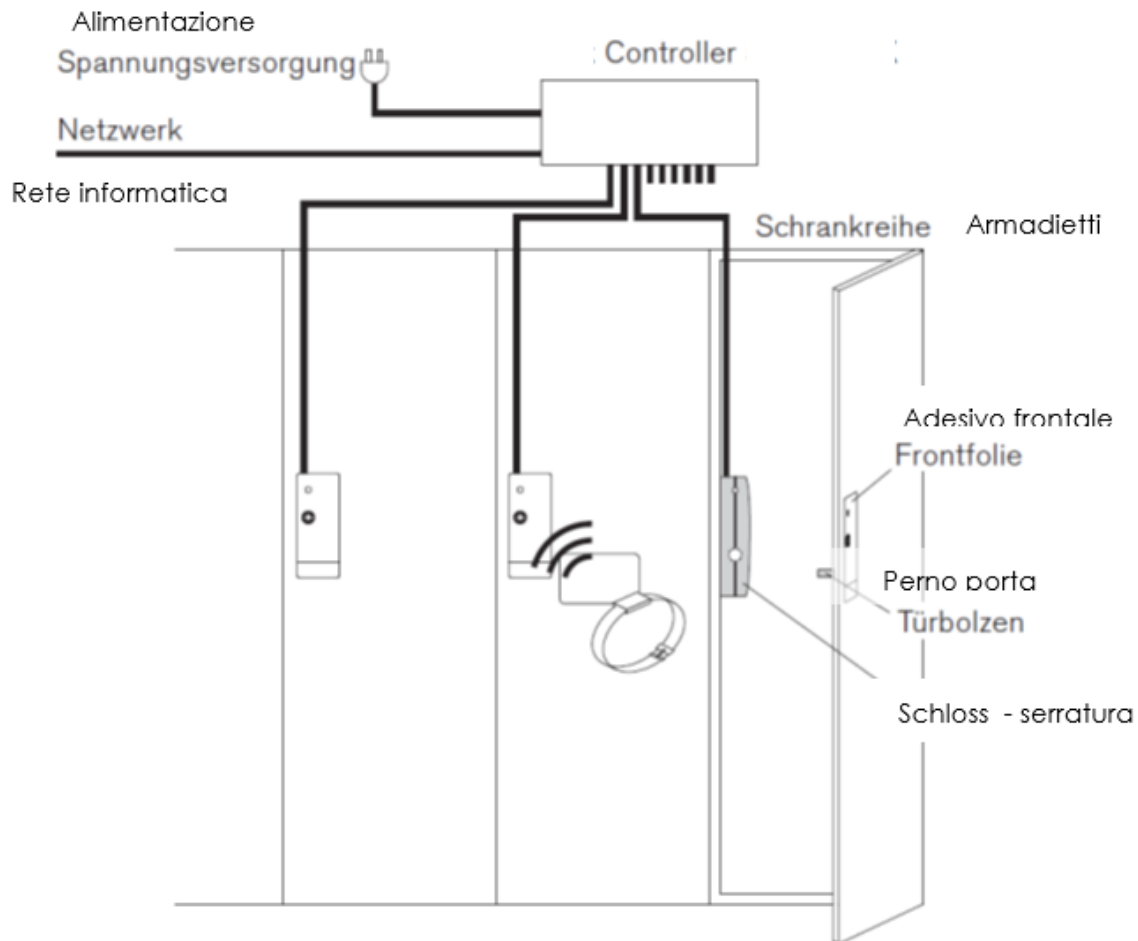 Alimentazione
Spannungsversorgung
Controller
Netzwerk
Rete informatica
Schrankreihe Armadietti
Adesivo frontale
Frontfolie
Perno porta
Türbolzen
Schloss - serratura